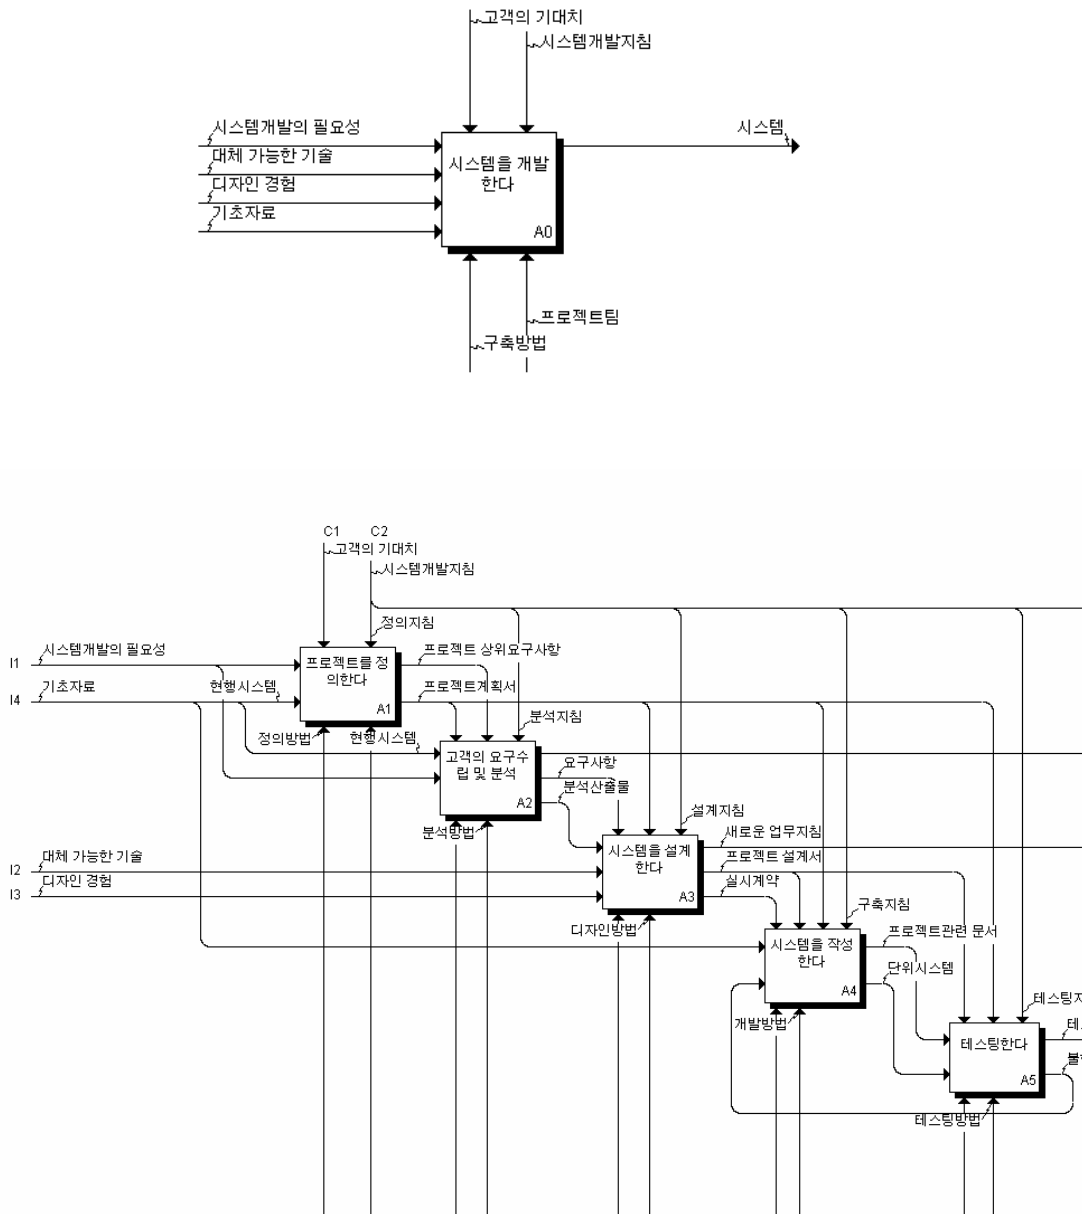 고객의 기대치
시스템개발지침
시스템개발의 필요성
시스템
대체 가능한 기술
디자인 경험
기초자료
시스템을 개발
한다
A0
프로젝트팀
구축방법
C1
C2
고객의 기대치
시스템개발지침
정의지침
I1
시스템개발의 필요성
프로젝트 상위요구사항
프로젝트를 정
의한다
A1
I4
기초자료
현행시스템
프로젝트계획서
분석지침
정의방법
현행시스템
고객의 요구수
렵 및 분석
A2
요구사항
분석산출물
설계지침
분석방법
새로운 업무지침
시스템을 설계
한다
A3
프로젝트 설계서
I2
대체 가능한 기술
I3
디자인 경험
실시계약
구축지침
디자인방법
프로젝트관련 문서
시스템을 작성
한다
A4
단위시스템
개발방법
테스팅한다
A5
테스팅방법